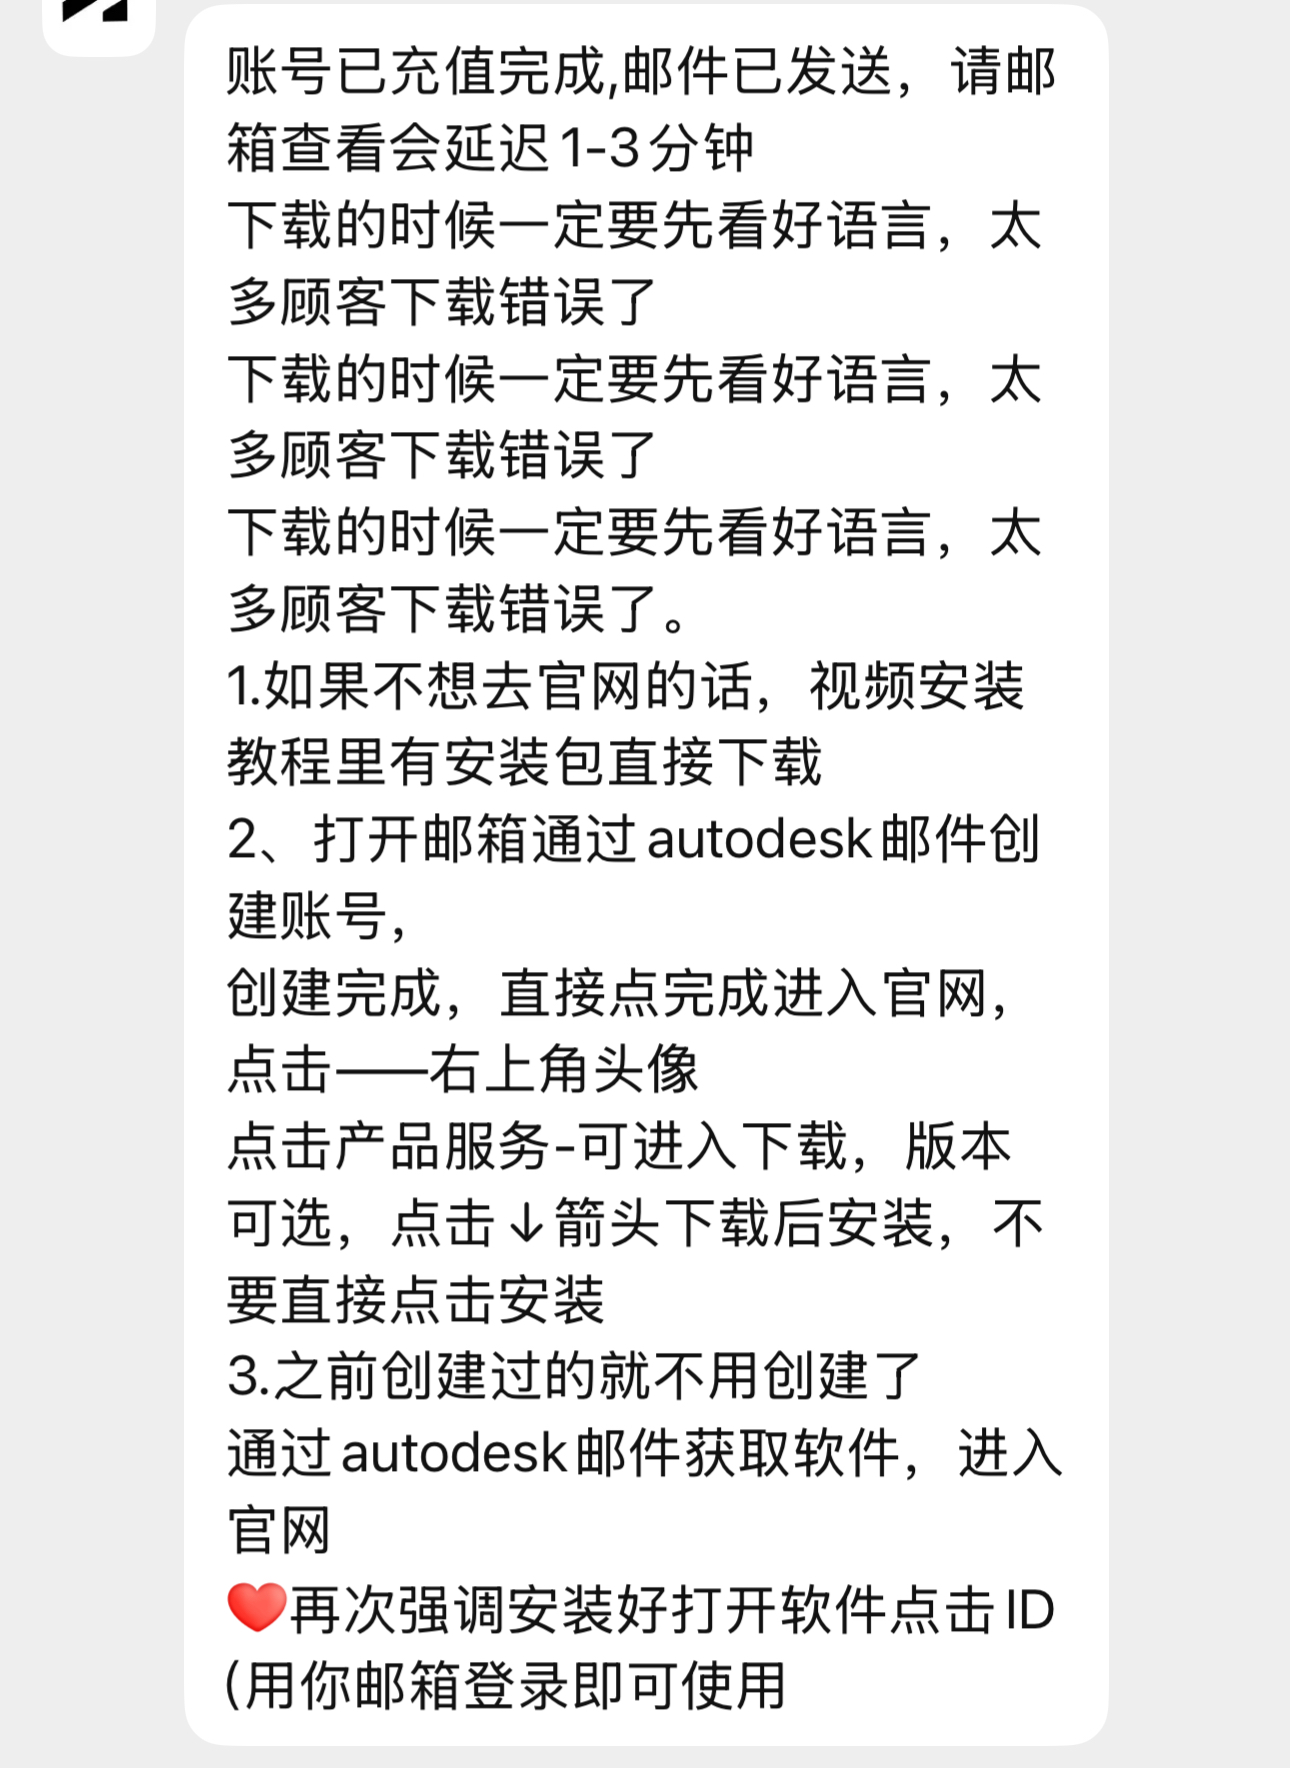 账号已充值完成,邮件已发送，请邮
箱查看会延迟1-3分钟
下载的时候一定要先看好语言，太
多顾客下载错误了
下载的时候一定要先看好语言，太
多顾客下载错误了
下载的时候一定要先看好语言，太
多顾客下载错误了。
1.如果不想去官网的话，视频安装
教程里有安装包直接下载
2、打开邮箱通过autodesk邮件创
建账号，
创建完成，直接点完成进入官网，
点击——右上角头像
点击产品服务-可进入下载，版本
可选，点击↓箭头下载后安装，不
要直接点击安装
3.之前创建过的就不用创建了
通过autodesk邮件获取软件，进入
官网
❤️再次强调安装好打开软件点击ID
(用你邮箱登录即可使用